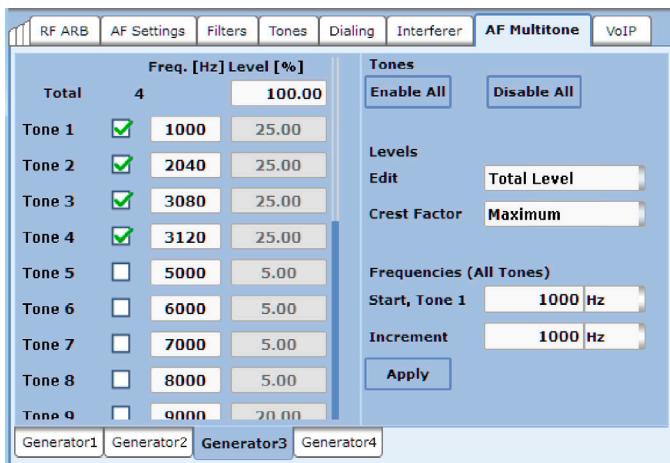 RF ARB AF Settings Filters Tones Dialing Interferer AF Multitone VoIP
Freq. [Hz] Level [%]
Total 4 100.00
Tone 1 1000 25.00
Tone 2 2040 25.00
Tone 3 3080 25.00
Tone 4 3120 25.00
Tone 5 5000 5.00
Tone 6 6000 5.00
Tone 7 7000 5.00
Tone 8 8000 5.00
Tone 9 9000 20.00
Tones
Enable All Disable All
Levels
Edit Total Level
Crest Factor Maximum
Frequencies (All Tones)
Start, Tone 1 1000 Hz
Increment 1000 Hz
Apply
Generator1 Generator2 Generator3 Generator4